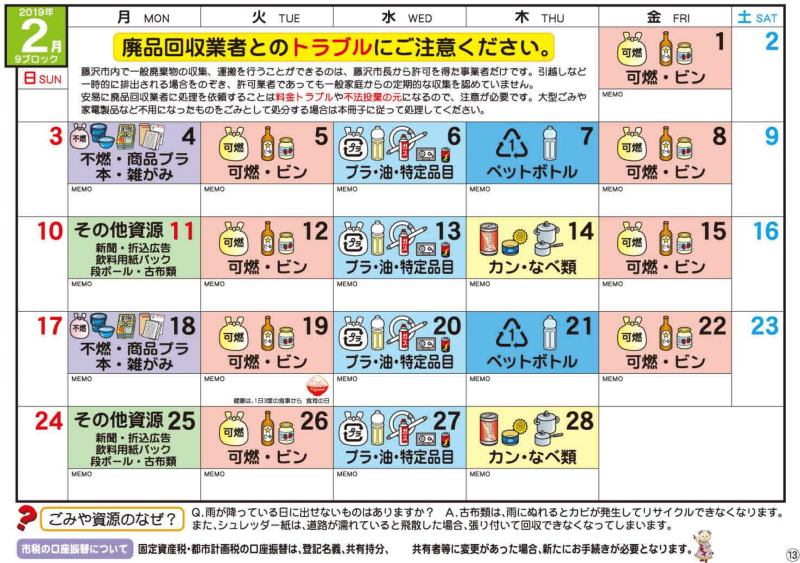 2019年
2月
9ブロック
日 SUN
月 MON
火 TUE
水 WED
木 THU
金 FRI
土 SAT
廃品回収業者とのトラブルにご注意ください。
藤沢市内で一般廃棄物の収集、運搬を行うことができるのは、藤沢市長から許可を得た事業者だけです。引越しなど
一時的に排出される場合をのぞき、許可業者であっても一般家庭からの定期的な収集を認めていません。
安易に廃品回収業者に処理を依頼することは料金トラブルや不法投棄の元になるので、注意が必要です。大型ごみや
家電製品など不用になったものをごみとして処分する場合は本冊子に従って処理してください。
可燃
1
可燃・ビン
MEMO
2
3
不燃
4
不燃・商品プラ
本・雑がみ
MEMO
可燃
5
可燃・ビン
MEMO
プラ
6
プラ・油・特定品目
MEMO
1
7
ペットボトル
MEMO
可燃
8
可燃・ビン
MEMO
9
10
その他資源 11
新聞・折込広告
飲料用紙パック
段ボール・古布類
MEMO
可燃
12
可燃・ビン
MEMO
プラ
13
プラ・油・特定品目
MEMO
14
カン・なべ類
MEMO
可燃
15
可燃・ビン
MEMO
16
17
不燃
18
不燃・商品プラ
本・雑がみ
MEMO
可燃
19
可燃・ビン
MEMO
健康は、1日3度の食事から 食育の日
プラ
20
プラ・油・特定品目
MEMO
1
21
ペットボトル
MEMO
可燃
22
可燃・ビン
MEMO
23
24
その他資源 25
新聞・折込広告
飲料用紙パック
段ボール・古布類
MEMO
可燃
26
可燃・ビン
MEMO
プラ
27
プラ・油・特定品目
MEMO
28
カン・なべ類
MEMO
? ごみや資源のなぜ？
Q.雨が降っている日に出せないものはありますか？ A.古布類は、雨にぬれるとカビが発生してリサイクルできなくなります。
また、シュレッダー紙は、道路が濡れていると飛散した場合、張り付いて回収できなくなってしまいます。
市税の口座振替について 固定資産税・都市計画税の口座振替は、登記名義、共有持分、 共有者等に変更があった場合、新たにお手続きが必要となります。
⑬